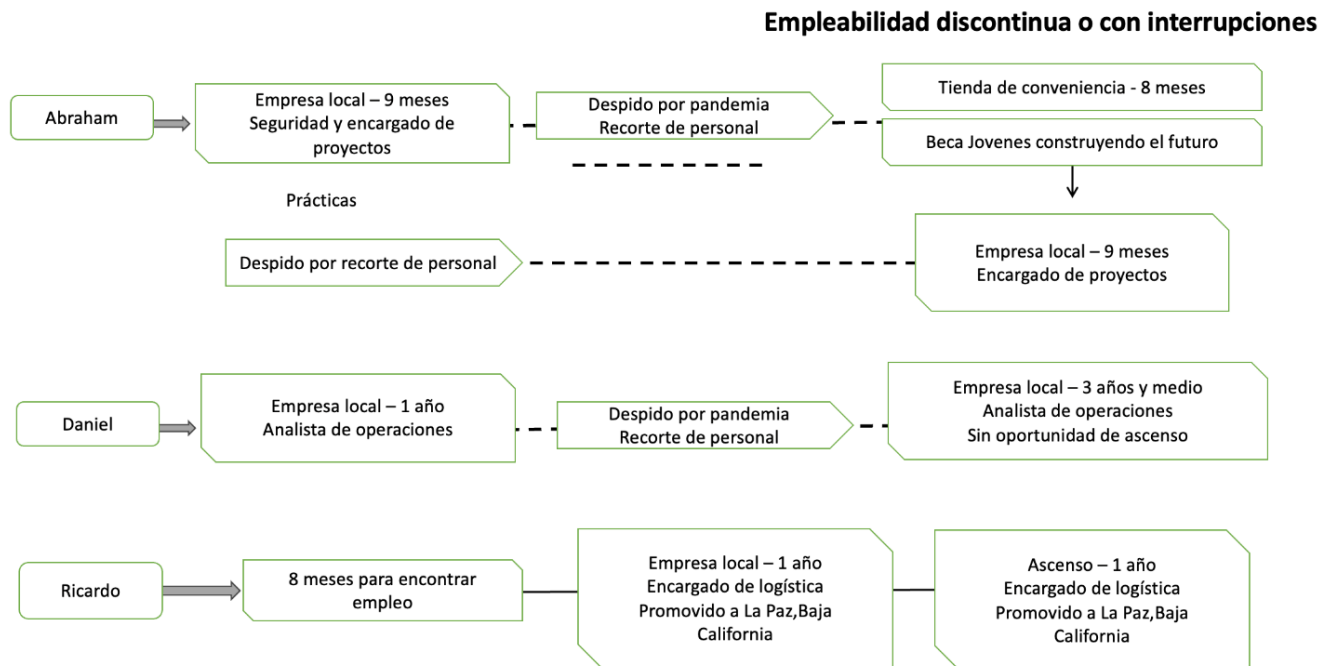 Empleabilidad discontinua o con interrupciones
Abraham
Empresa local – 9 meses
Seguridad y encargado de
proyectos
Despido por pandemia
Recorte de personal
Tienda de conveniencia - 8 meses
Beca Jovenes construyendo el futuro
Prácticas
Despido por recorte de personal
Empresa local – 9 meses
Encargado de proyectos
Daniel
Empresa local – 1 año
Analista de operaciones
Despido por pandemia
Recorte de personal
Empresa local – 3 años y medio
Analista de operaciones
Sin oportunidad de ascenso
Ricardo
8 meses para encontrar
empleo
Empresa local – 1 año
Encargado de logística
Promovido a La Paz,Baja
California
Ascenso – 1 año
Encargado de logística
Promovido a La Paz,Baja
California